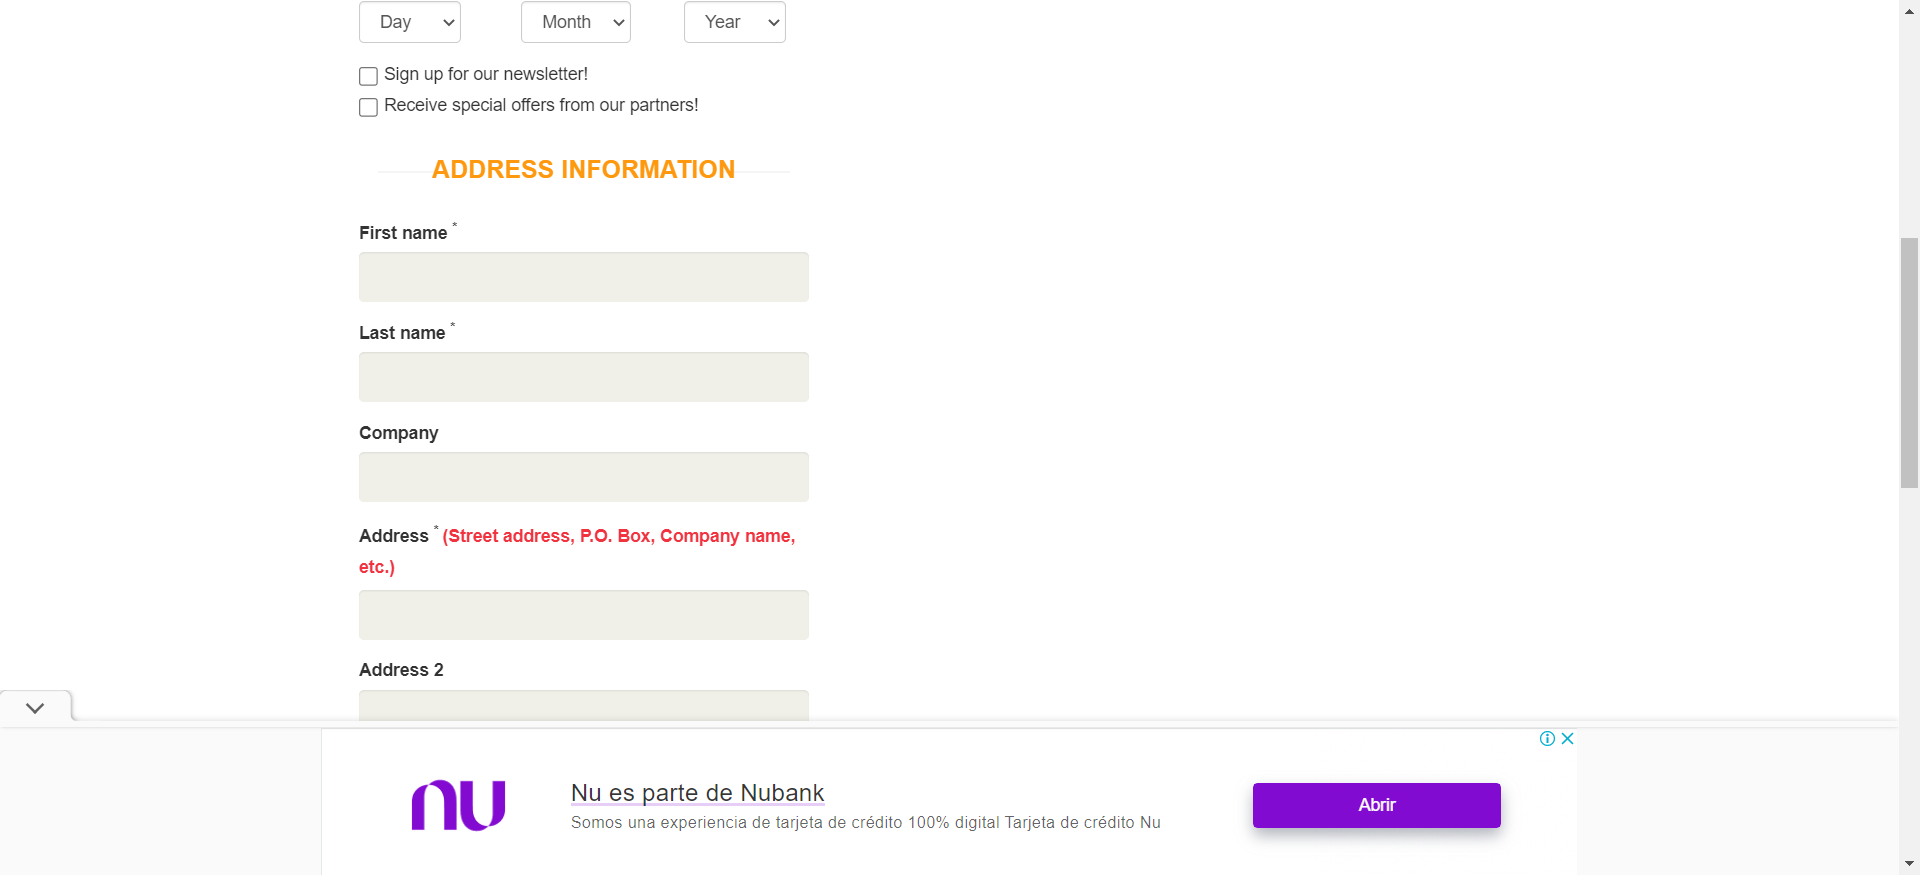 Day Month Year
Sign up for our newsletter!
Receive special offers from our partners!
ADDRESS INFORMATION
First name *
Last name *
Company
Address * (Street address, P.O. Box, Company name,
etc.)
Address 2
nu
Nu es parte de Nubank
Somos una experiencia de tarjeta de crédito 100% digital Tarjeta de crédito Nu
Abrir